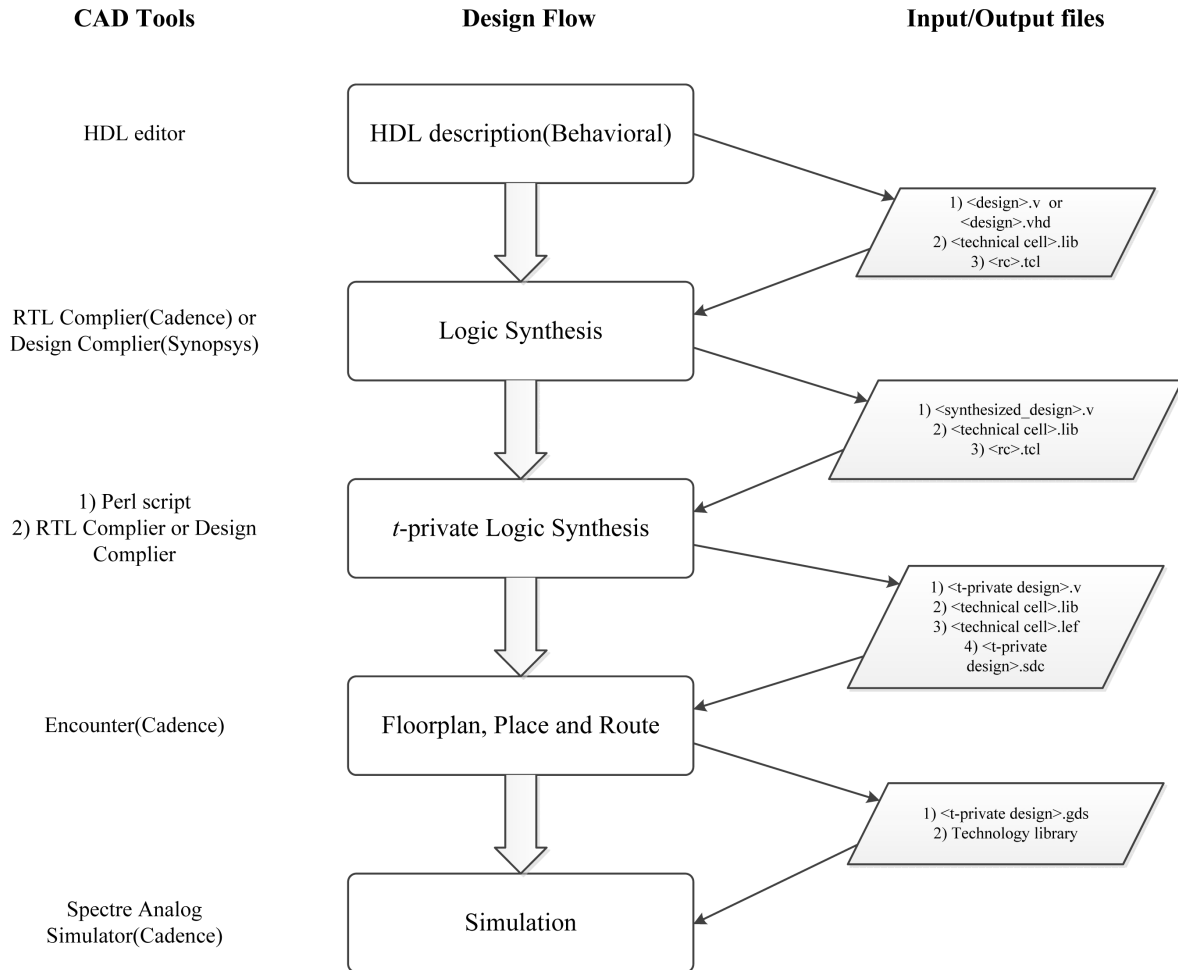 CAD Tools
Design Flow
Input/Output files
HDL editor
HDL description(Behavioral)
1) <design>.v  or
<design>.vhd
2) <technical cell>.lib
3) <rc>.tcl
RTL Complier(Cadence) or
Design Complier(Synopsys)
Logic Synthesis
1) <synthesized_design>.v
2) <technical cell>.lib
3) <rc>.tcl
1) Perl script
2) RTL Complier or Design
Complier
t-private Logic Synthesis
1) <t-private design>.v
2) <technical cell>.lib
3) <technical cell>.lef
4) <t-private
design>.sdc
Encounter(Cadence)
Floorplan, Place and Route
1) <t-private design>.gds
2) Technology library
Spectre Analog
Simulator(Cadence)
Simulation